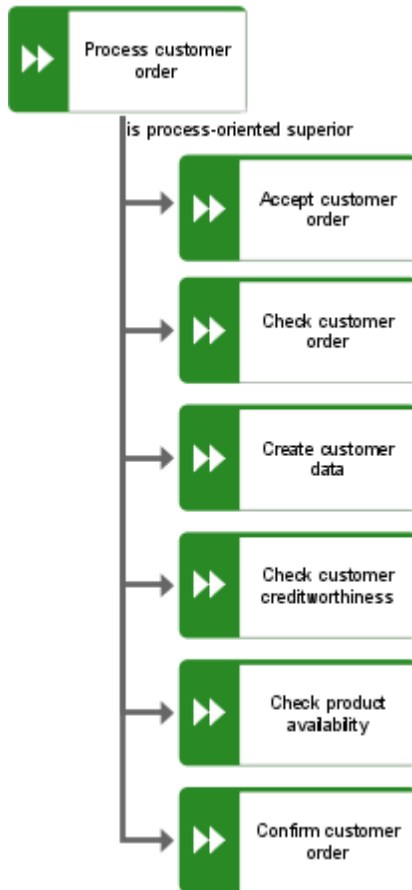 Process customer
order
is process-oriented superior
Accept customer
order
Check customer
order
Create customer
data
Check customer
creditworthiness
Check product
availability
Confirm customer
order